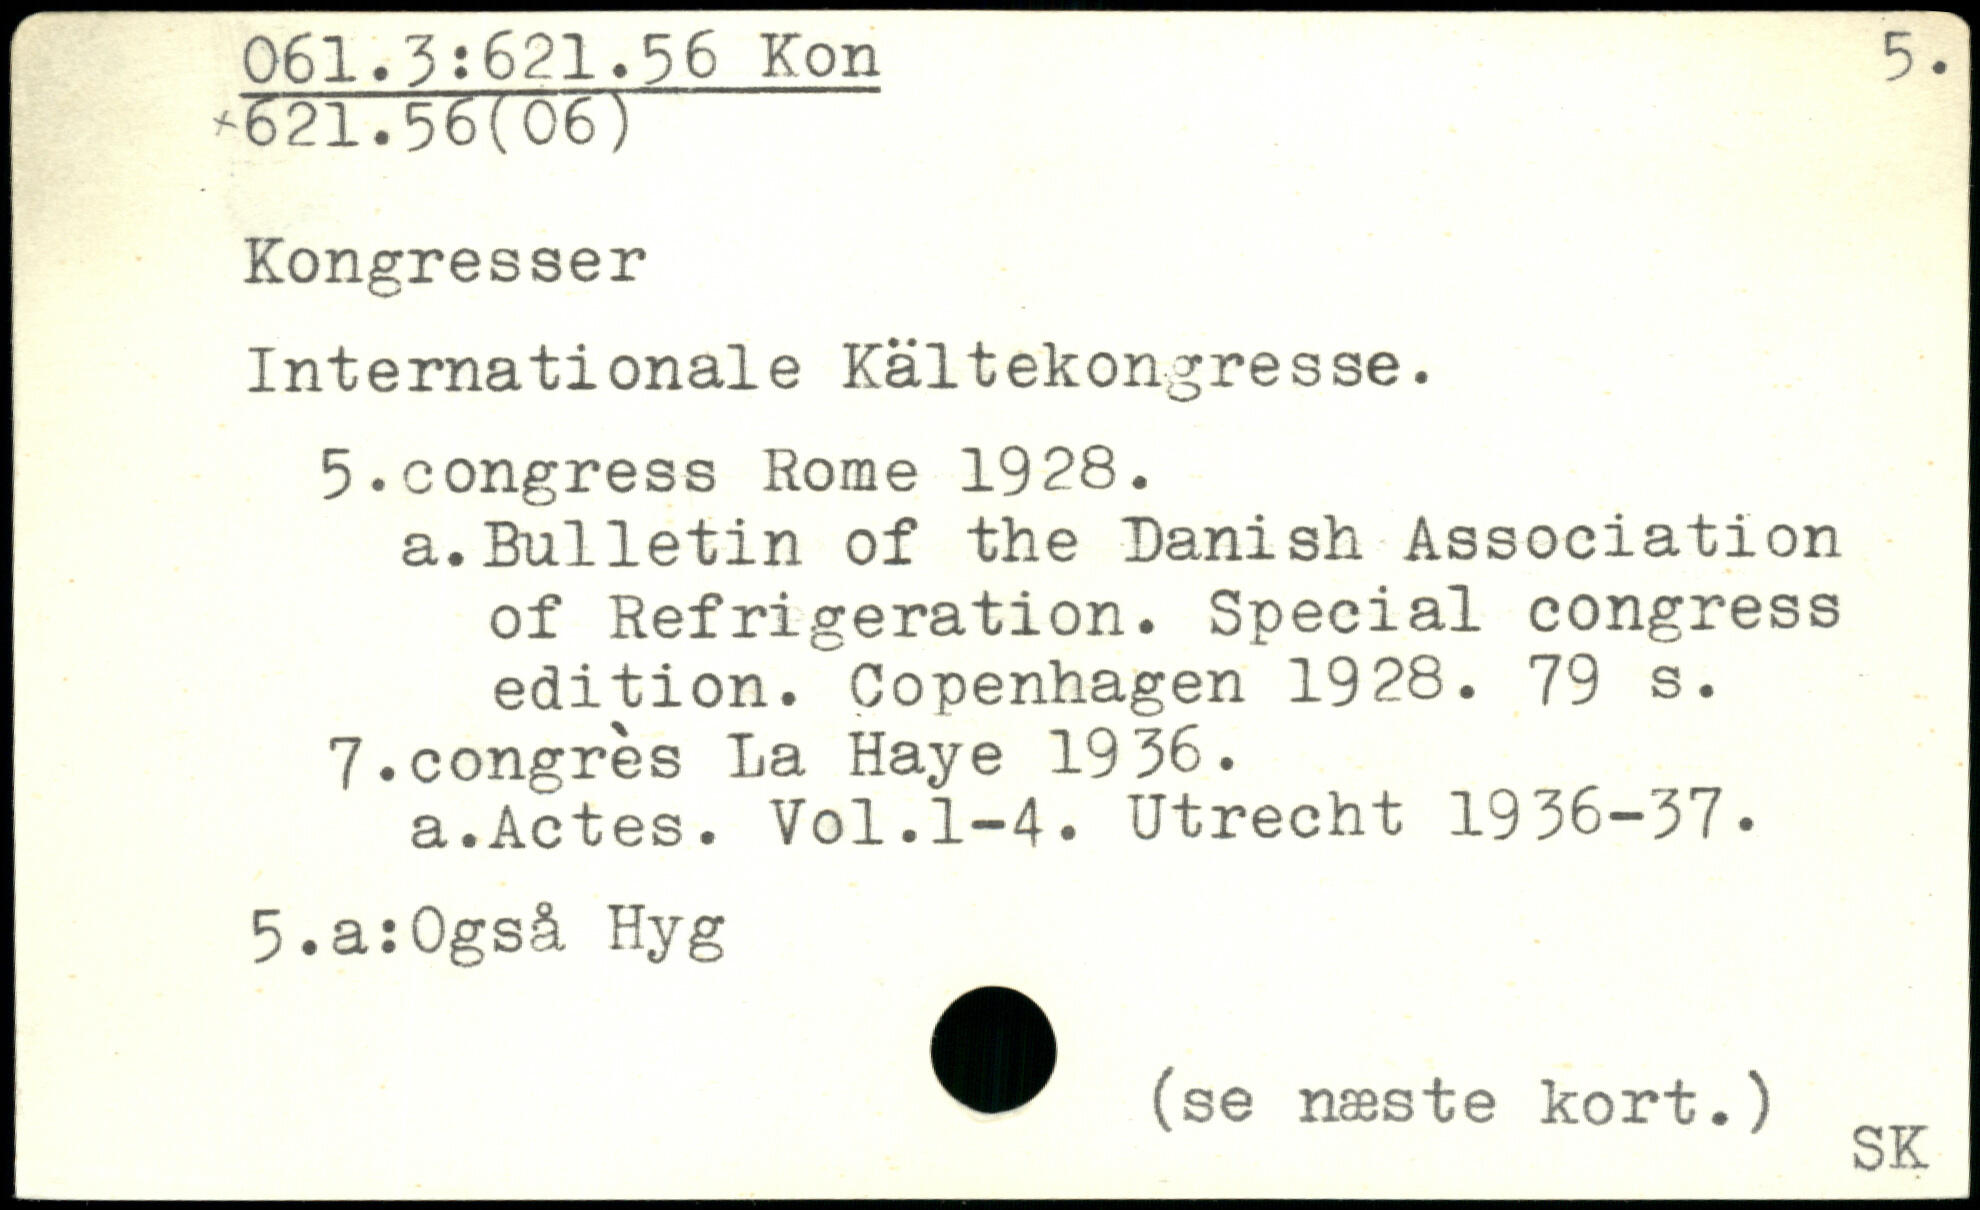 061.3:621.56 Kon 5.
+621.56(06)
Kongresser
Internationale Kältekongresse.
5.congress Rome 1928.
a.Bulletin of the Danish Association
of Refrigeration. Special congress
edition. Copenhagen 1928. 79 s.
7.congrès La Haye 1936.
a.Actes. Vol.1-4. Utrecht 1936-37.
5.a:Også Hyg
(se næste kort.)
SK